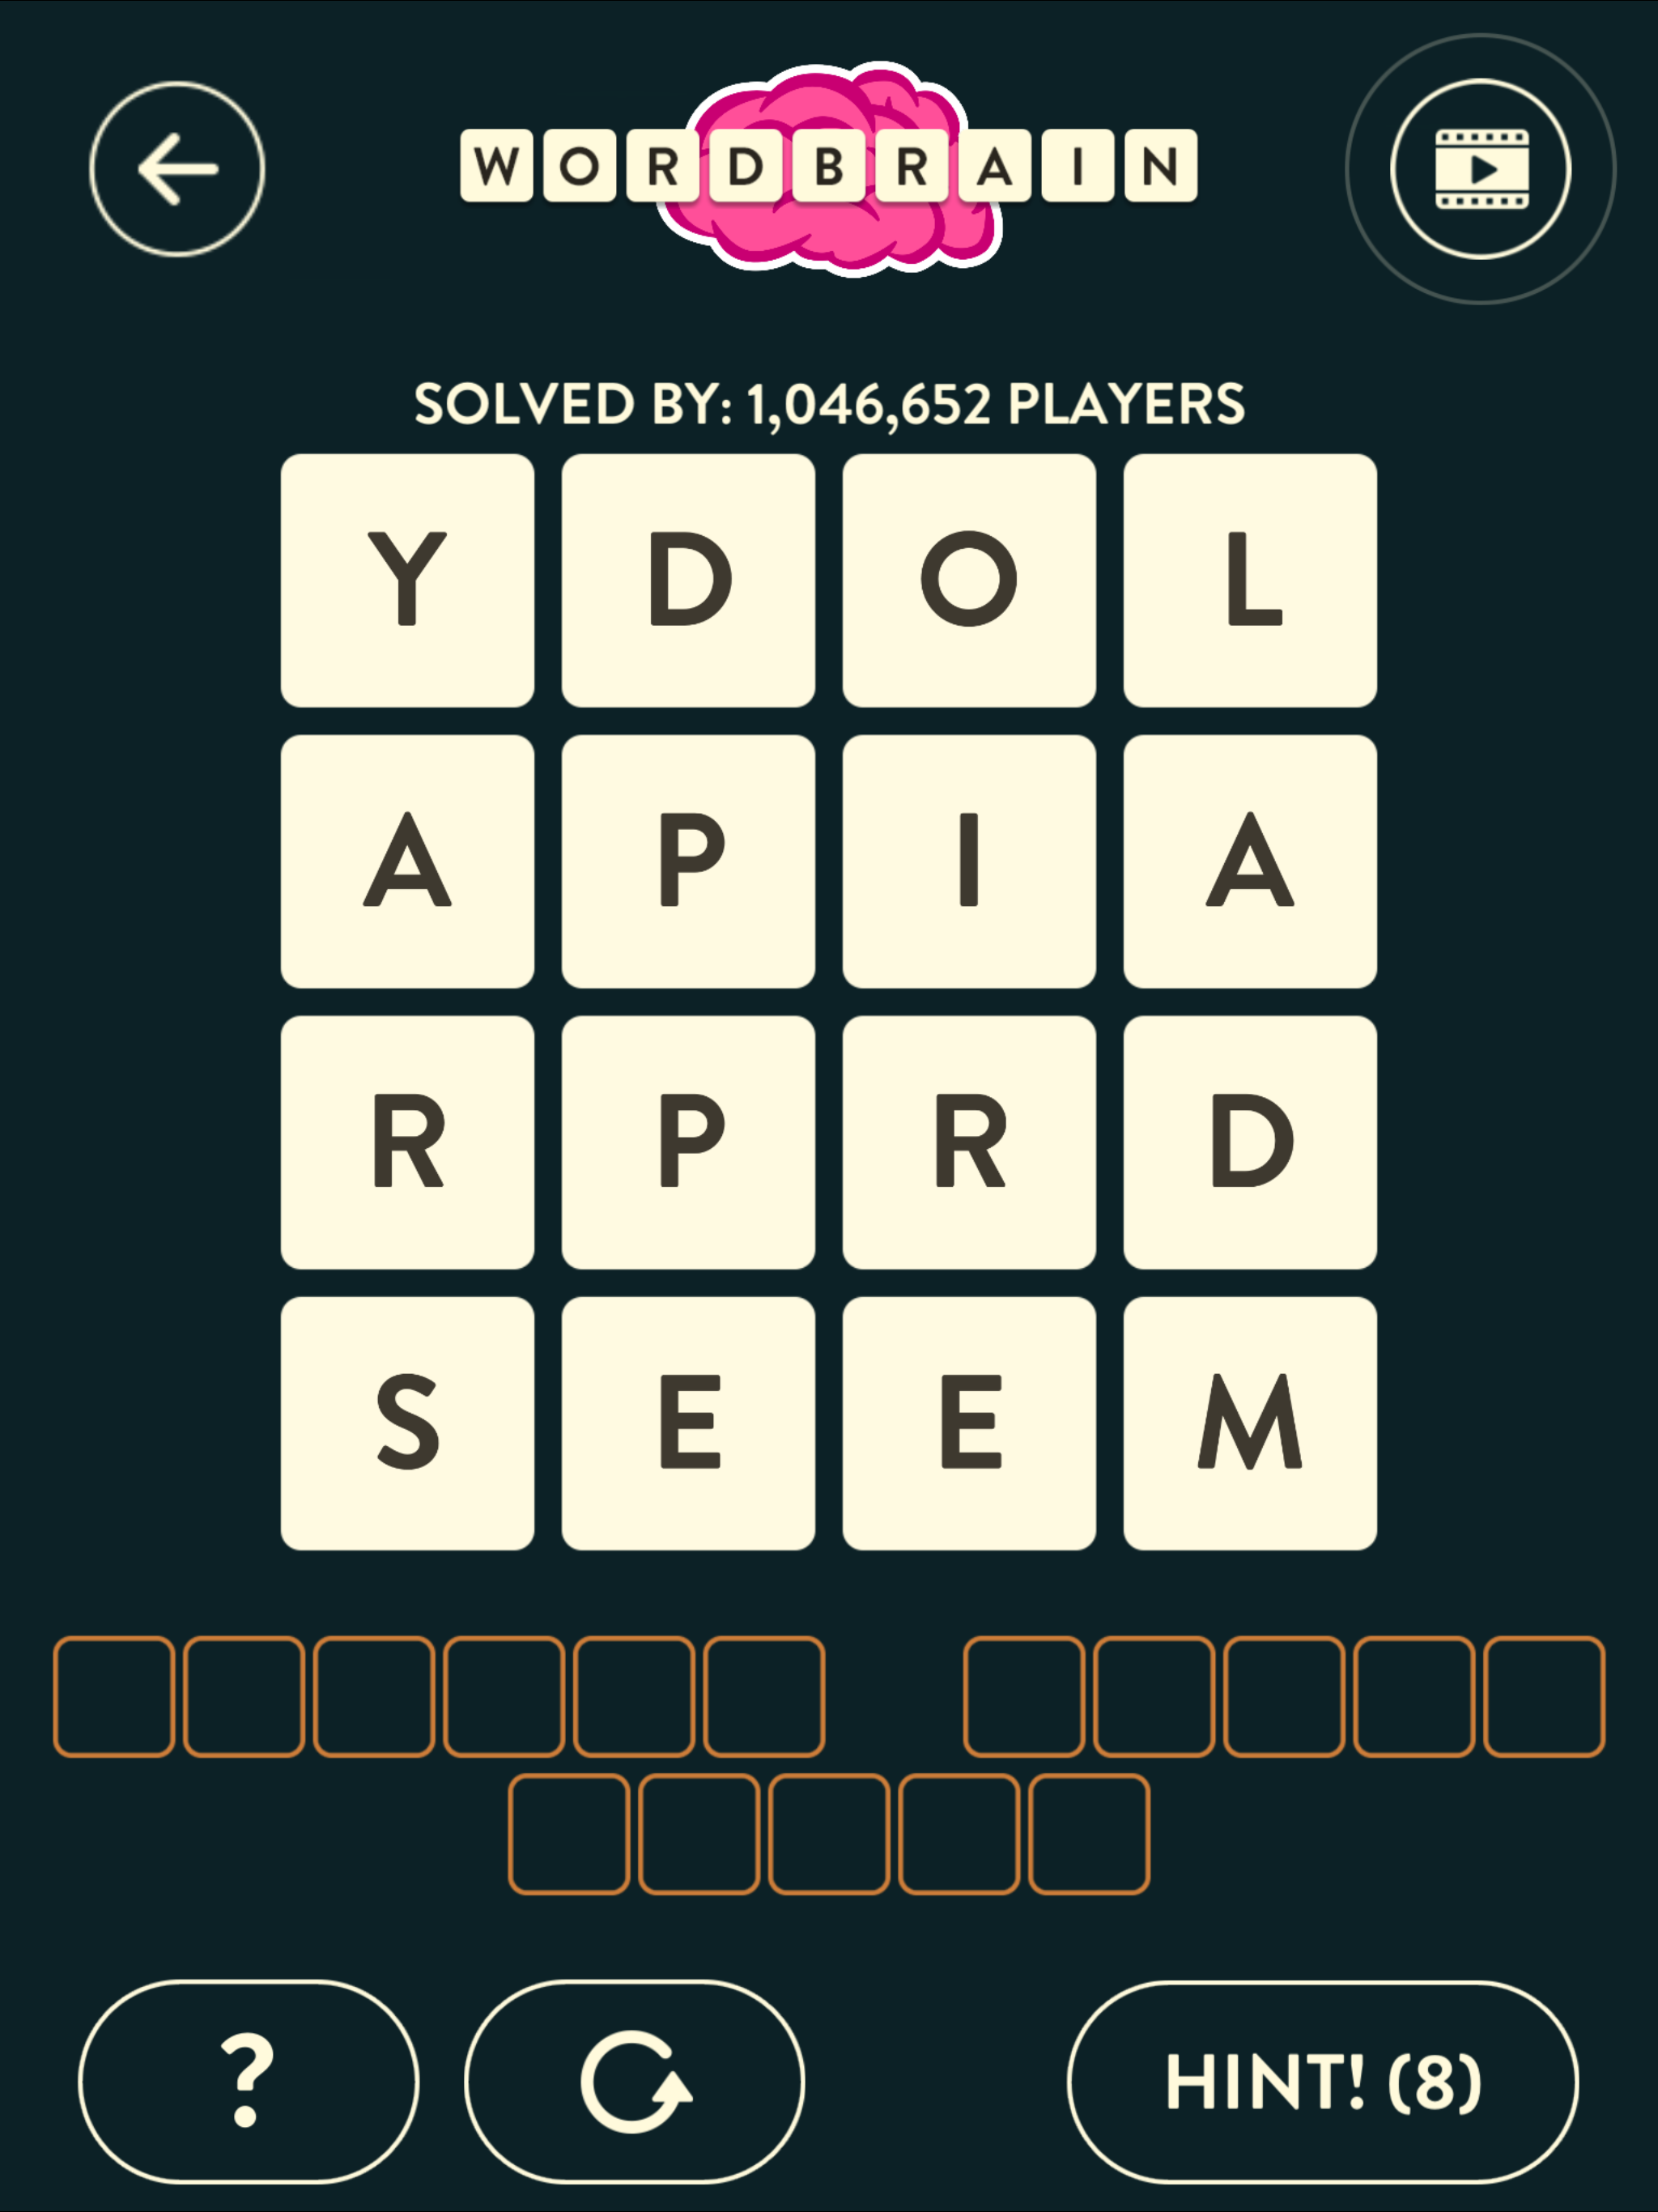 WORDBRAIN
SOLVED BY: 1,046,652 PLAYERS
Y D O L
A P I A
R P R D
S E E M
? HINT! (8)